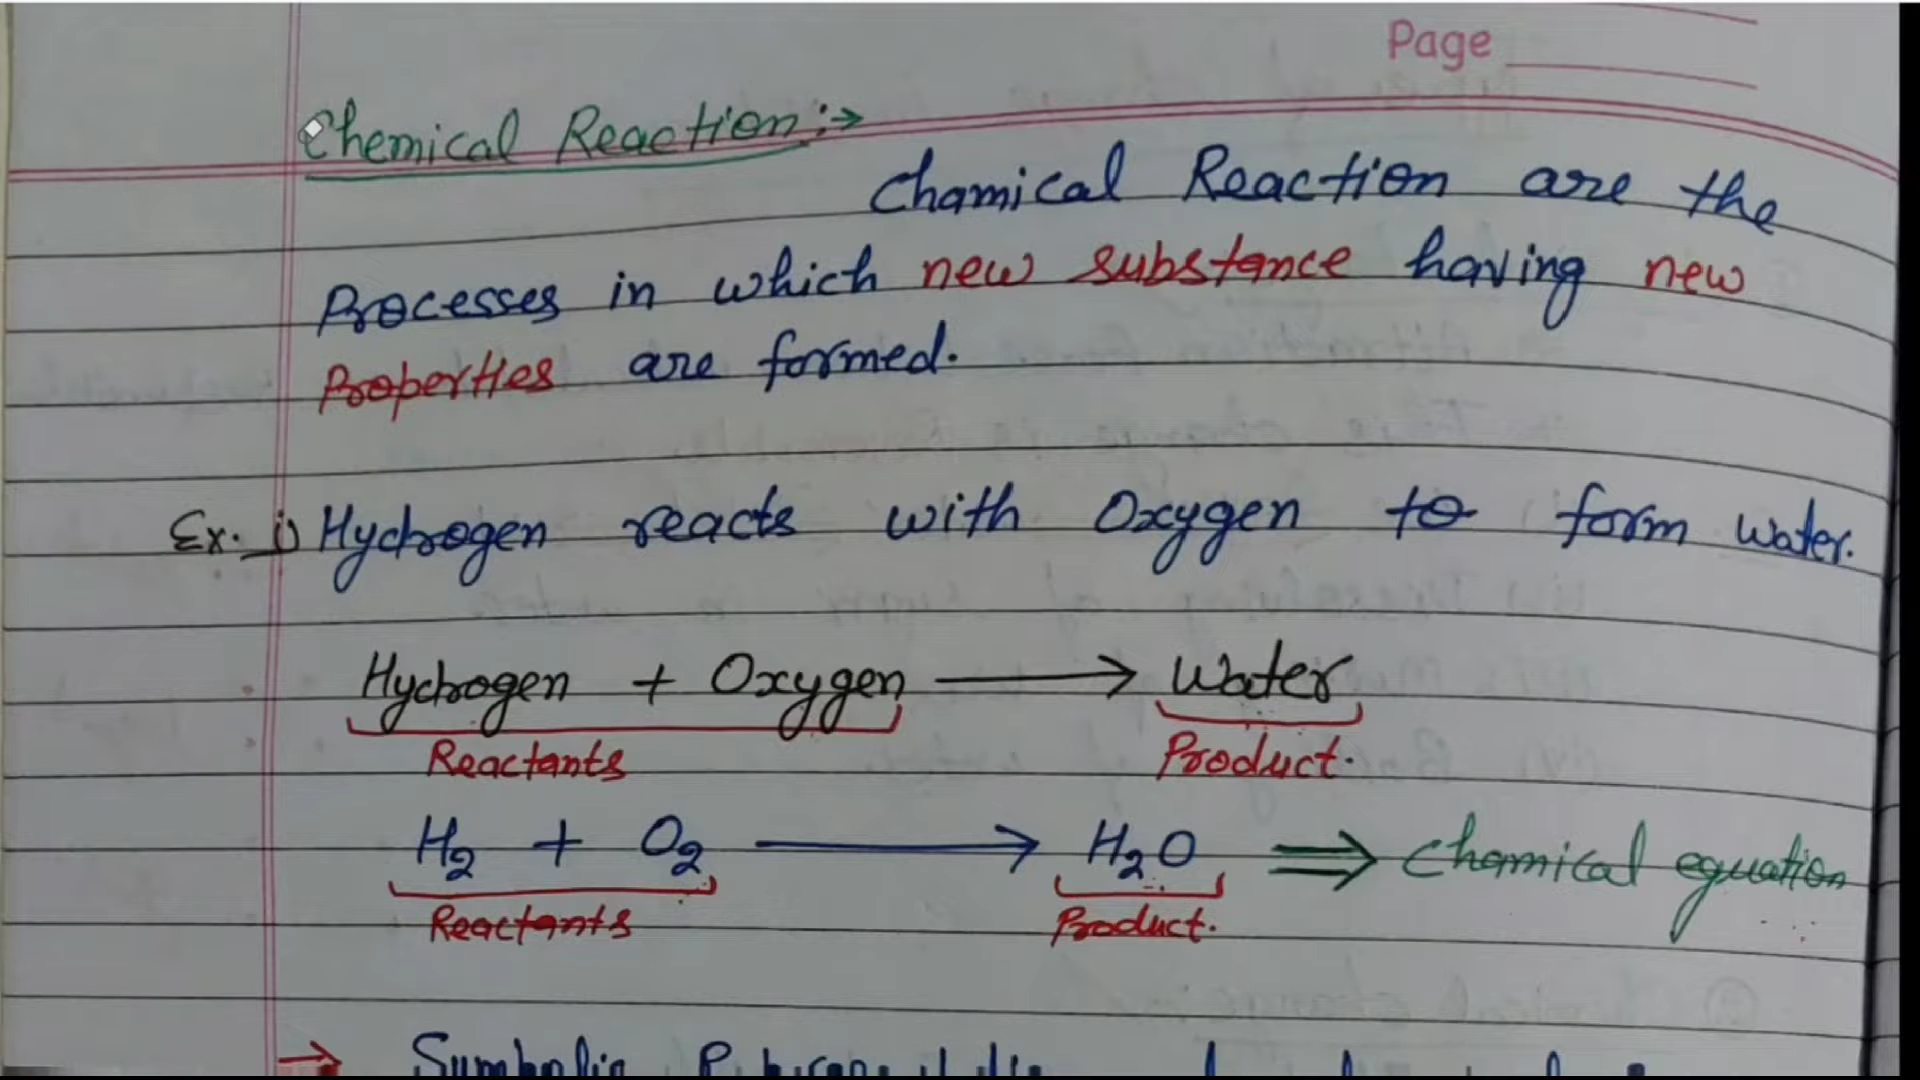 Page
Chemical Reaction :→
Chamical Reaction are the
Processes in which new substance having new
Properties are formed.
Ex. i) Hydrogen reacts with Oxygen to form water.
Hydrogen + Oxygen ⟶ Water
Reactants Product.
H₂ + O₂ ⟶ H₂O ⟹ Chamical equation
Reactants Product.
→ Sumbolic